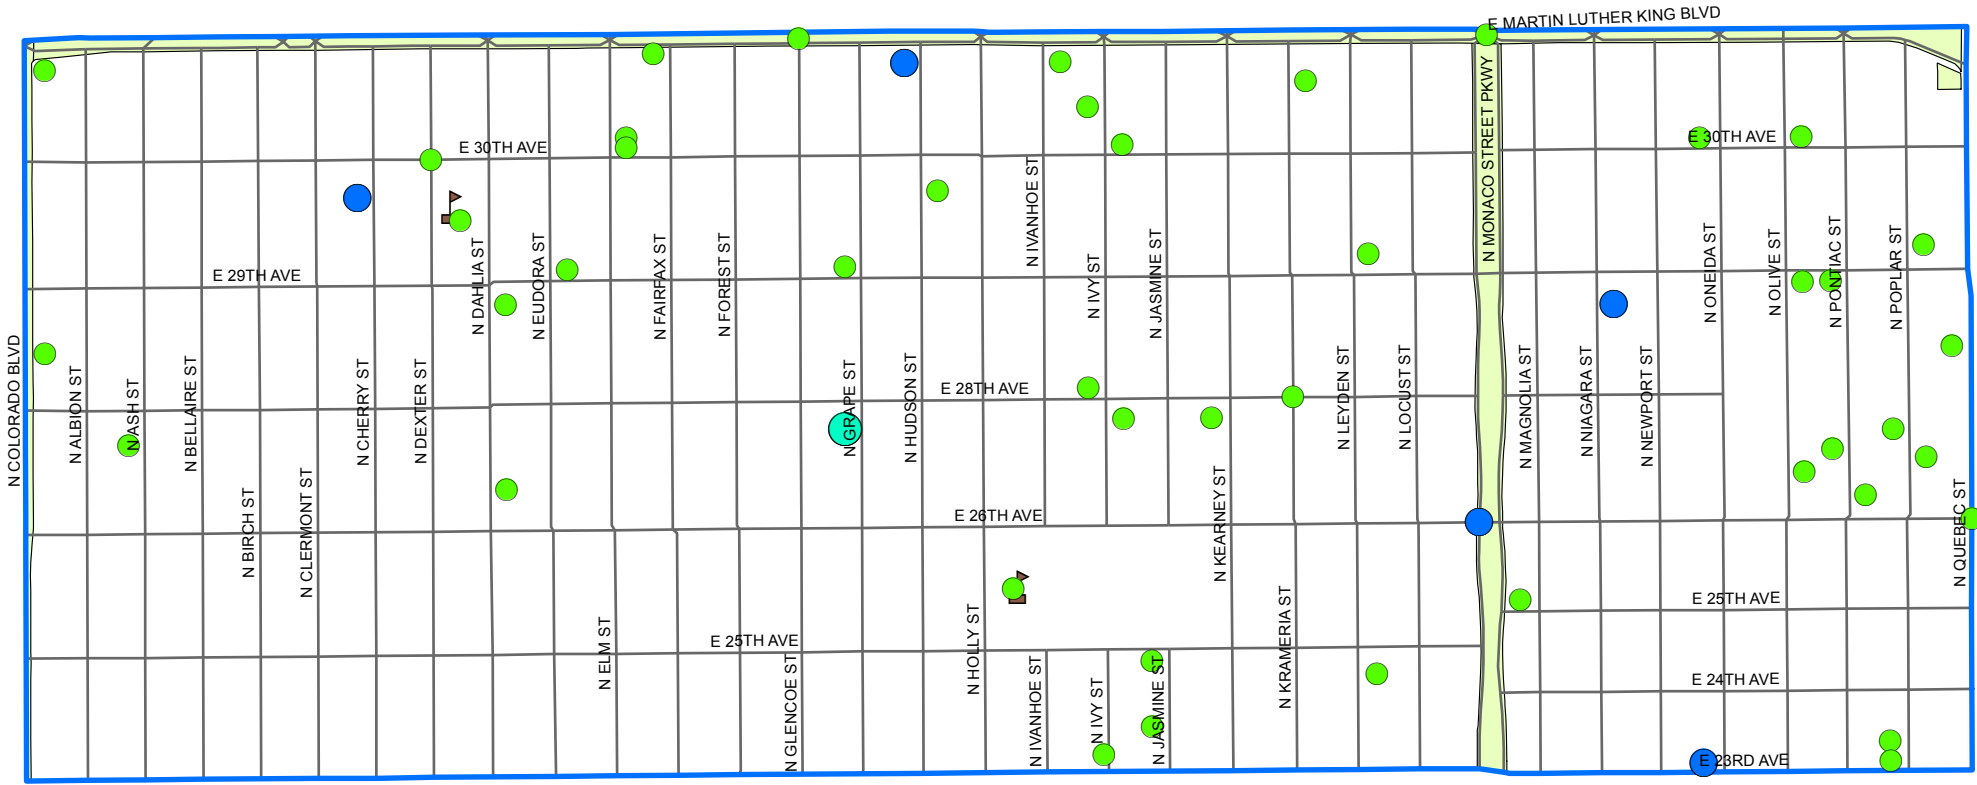 E MARTIN LUTHER KING BLVD
E 30TH AVE
E 30TH AVE
N MONACO STREET PKWY
N IVANHOE ST
E 29TH AVE
N DAHLIA ST
N EUDORA ST
N FAIRFAX ST
N FOREST ST
N IVY ST
N JASMINE ST
N ONEIDA ST
N OLIVE ST
N PONTIAC ST
N POPLAR ST
N COLORADO BLVD
N ALBION ST
N ASH ST
N BELLAIRE ST
N CHERRY ST
N DEXTER ST
N GRAPE ST
N HUDSON ST
E 28TH AVE
N LEYDEN ST
N LOCUST ST
N MAGNOLIA ST
N NIAGARA ST
N NEWPORT ST
N BIRCH ST
N CLERMONT ST
E 26TH AVE
N KEARNEY ST
N QUEBEC ST
N ELM ST
E 25TH AVE
N GLENCOE ST
N HOLLY ST
N IVANHOE ST
N IVY ST
N JASMINE ST
N KRAMERIA ST
E 25TH AVE
E 24TH AVE
E 23RD AVE